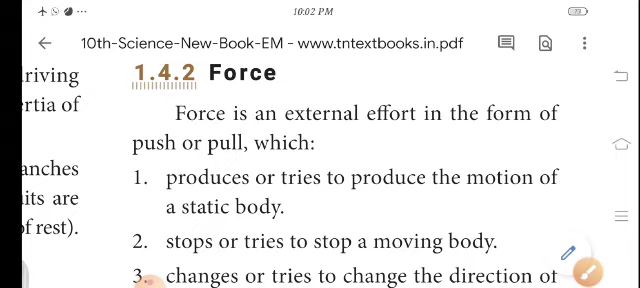 10:02 PM
10th-Science-New-Book-EM - www.tntextbooks.in.pdf
riving
ertia of
anches
its are
of rest).
1.4.2 Force
Force is an external effort in the form of
push or pull, which:
1. produces or tries to produce the motion of
a static body.
2. stops or tries to stop a moving body.
3. changes or tries to change the direction of